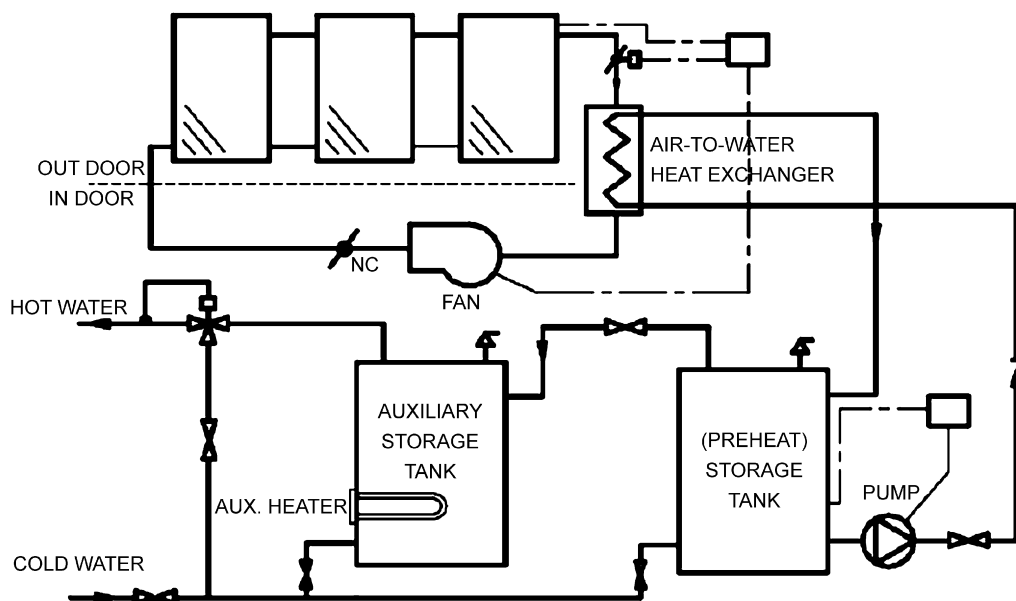 OUT DOOR
IN DOOR
AIR-TO-WATER
HEAT EXCHANGER
NC
FAN
HOT WATER
AUXILIARY
STORAGE
TANK
AUX. HEATER
(PREHEAT)
STORAGE
TANK
PUMP
COLD WATER